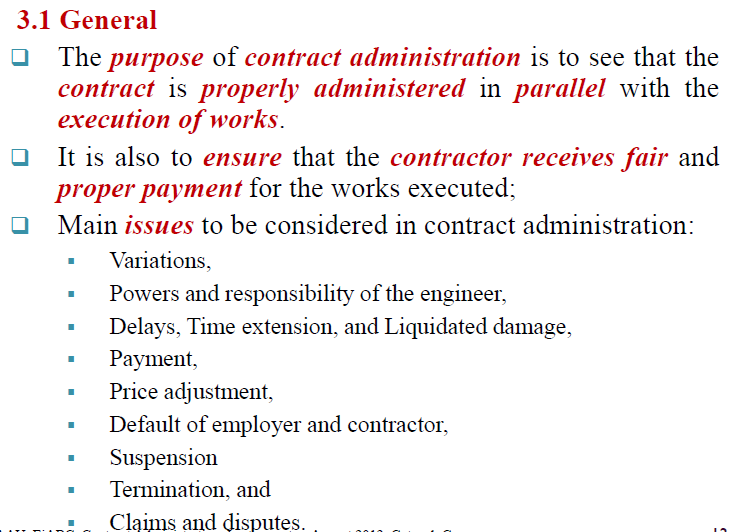 3.1 General
The purpose of contract administration is to see that the
contract is properly administered in parallel with the
execution of works.
It is also to ensure that the contractor receives fair and
proper payment for the works executed;
Main issues to be considered in contract administration:
Variations,
Powers and responsibility of the engineer,
Delays, Time extension, and Liquidated damage,
Payment,
Price adjustment,
Default of employer and contractor,
Suspension
Termination, and
Claims and disputes.